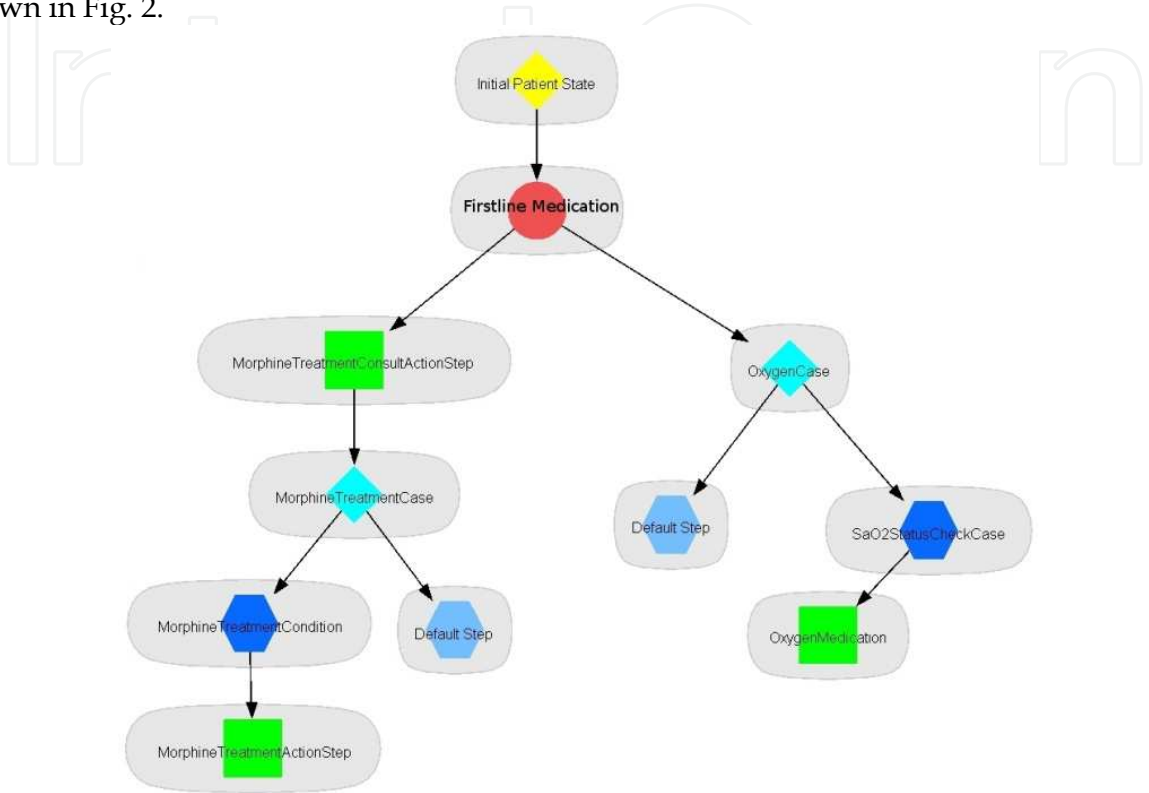 wn in Fig. 2.
Initial Patient State
Firstline Medication
MorphineTreatmentConsultActionStep
OxygenCase
MorphineTreatmentCase
Default Step
SaO2StatusCheckCase
MorphineTreatmentCondition
Default Step
OxygenMedication
MorphineTreatmentActionStep